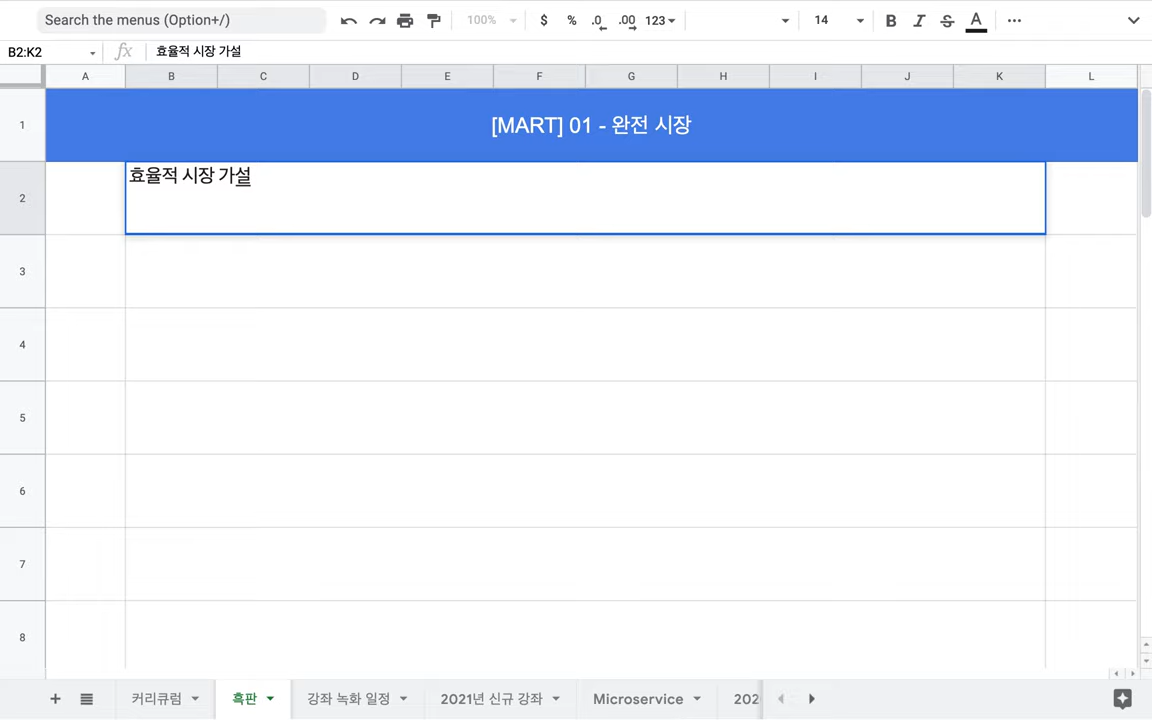 Search the menus (Option+/) 100% $ % .0 .00 123 14 B I S A
B2:K2 fx 효율적 시장 가설
A B C D E F G H I J K L
1 [MART] 01 - 완전 시장
2 효율적 시장 가설
3
4
5
6
7
8
커리큘럼 흑판 강좌 녹화 일정 2021년 신규 강좌 Microservice 202